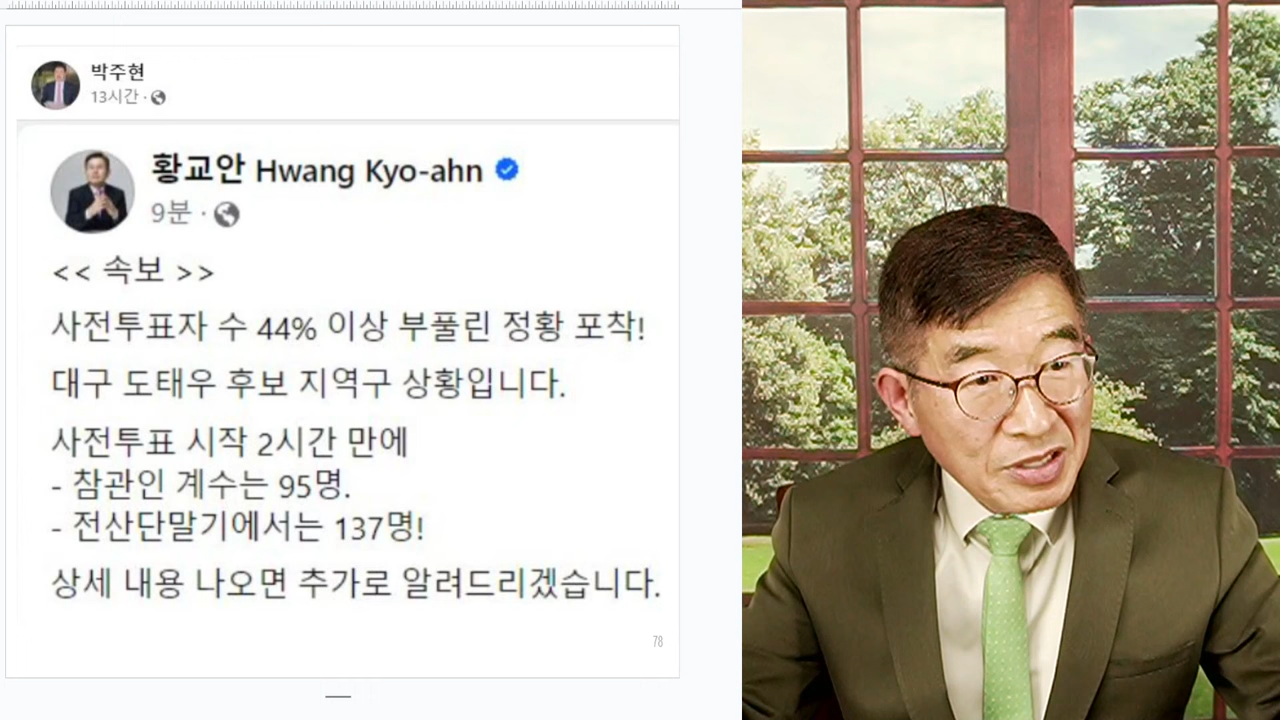 박주현
13시간 ·
황교안 Hwang Kyo-ahn
9분 ·
<< 속보 >>
사전투표자 수 44% 이상 부풀린 정황 포착!
대구 도태우 후보 지역구 상황입니다.
사전투표 시작 2시간 만에
- 참관인 계수는 95명.
- 전산단말기에서는 137명!
상세 내용 나오면 추가로 알려드리겠습니다.
78